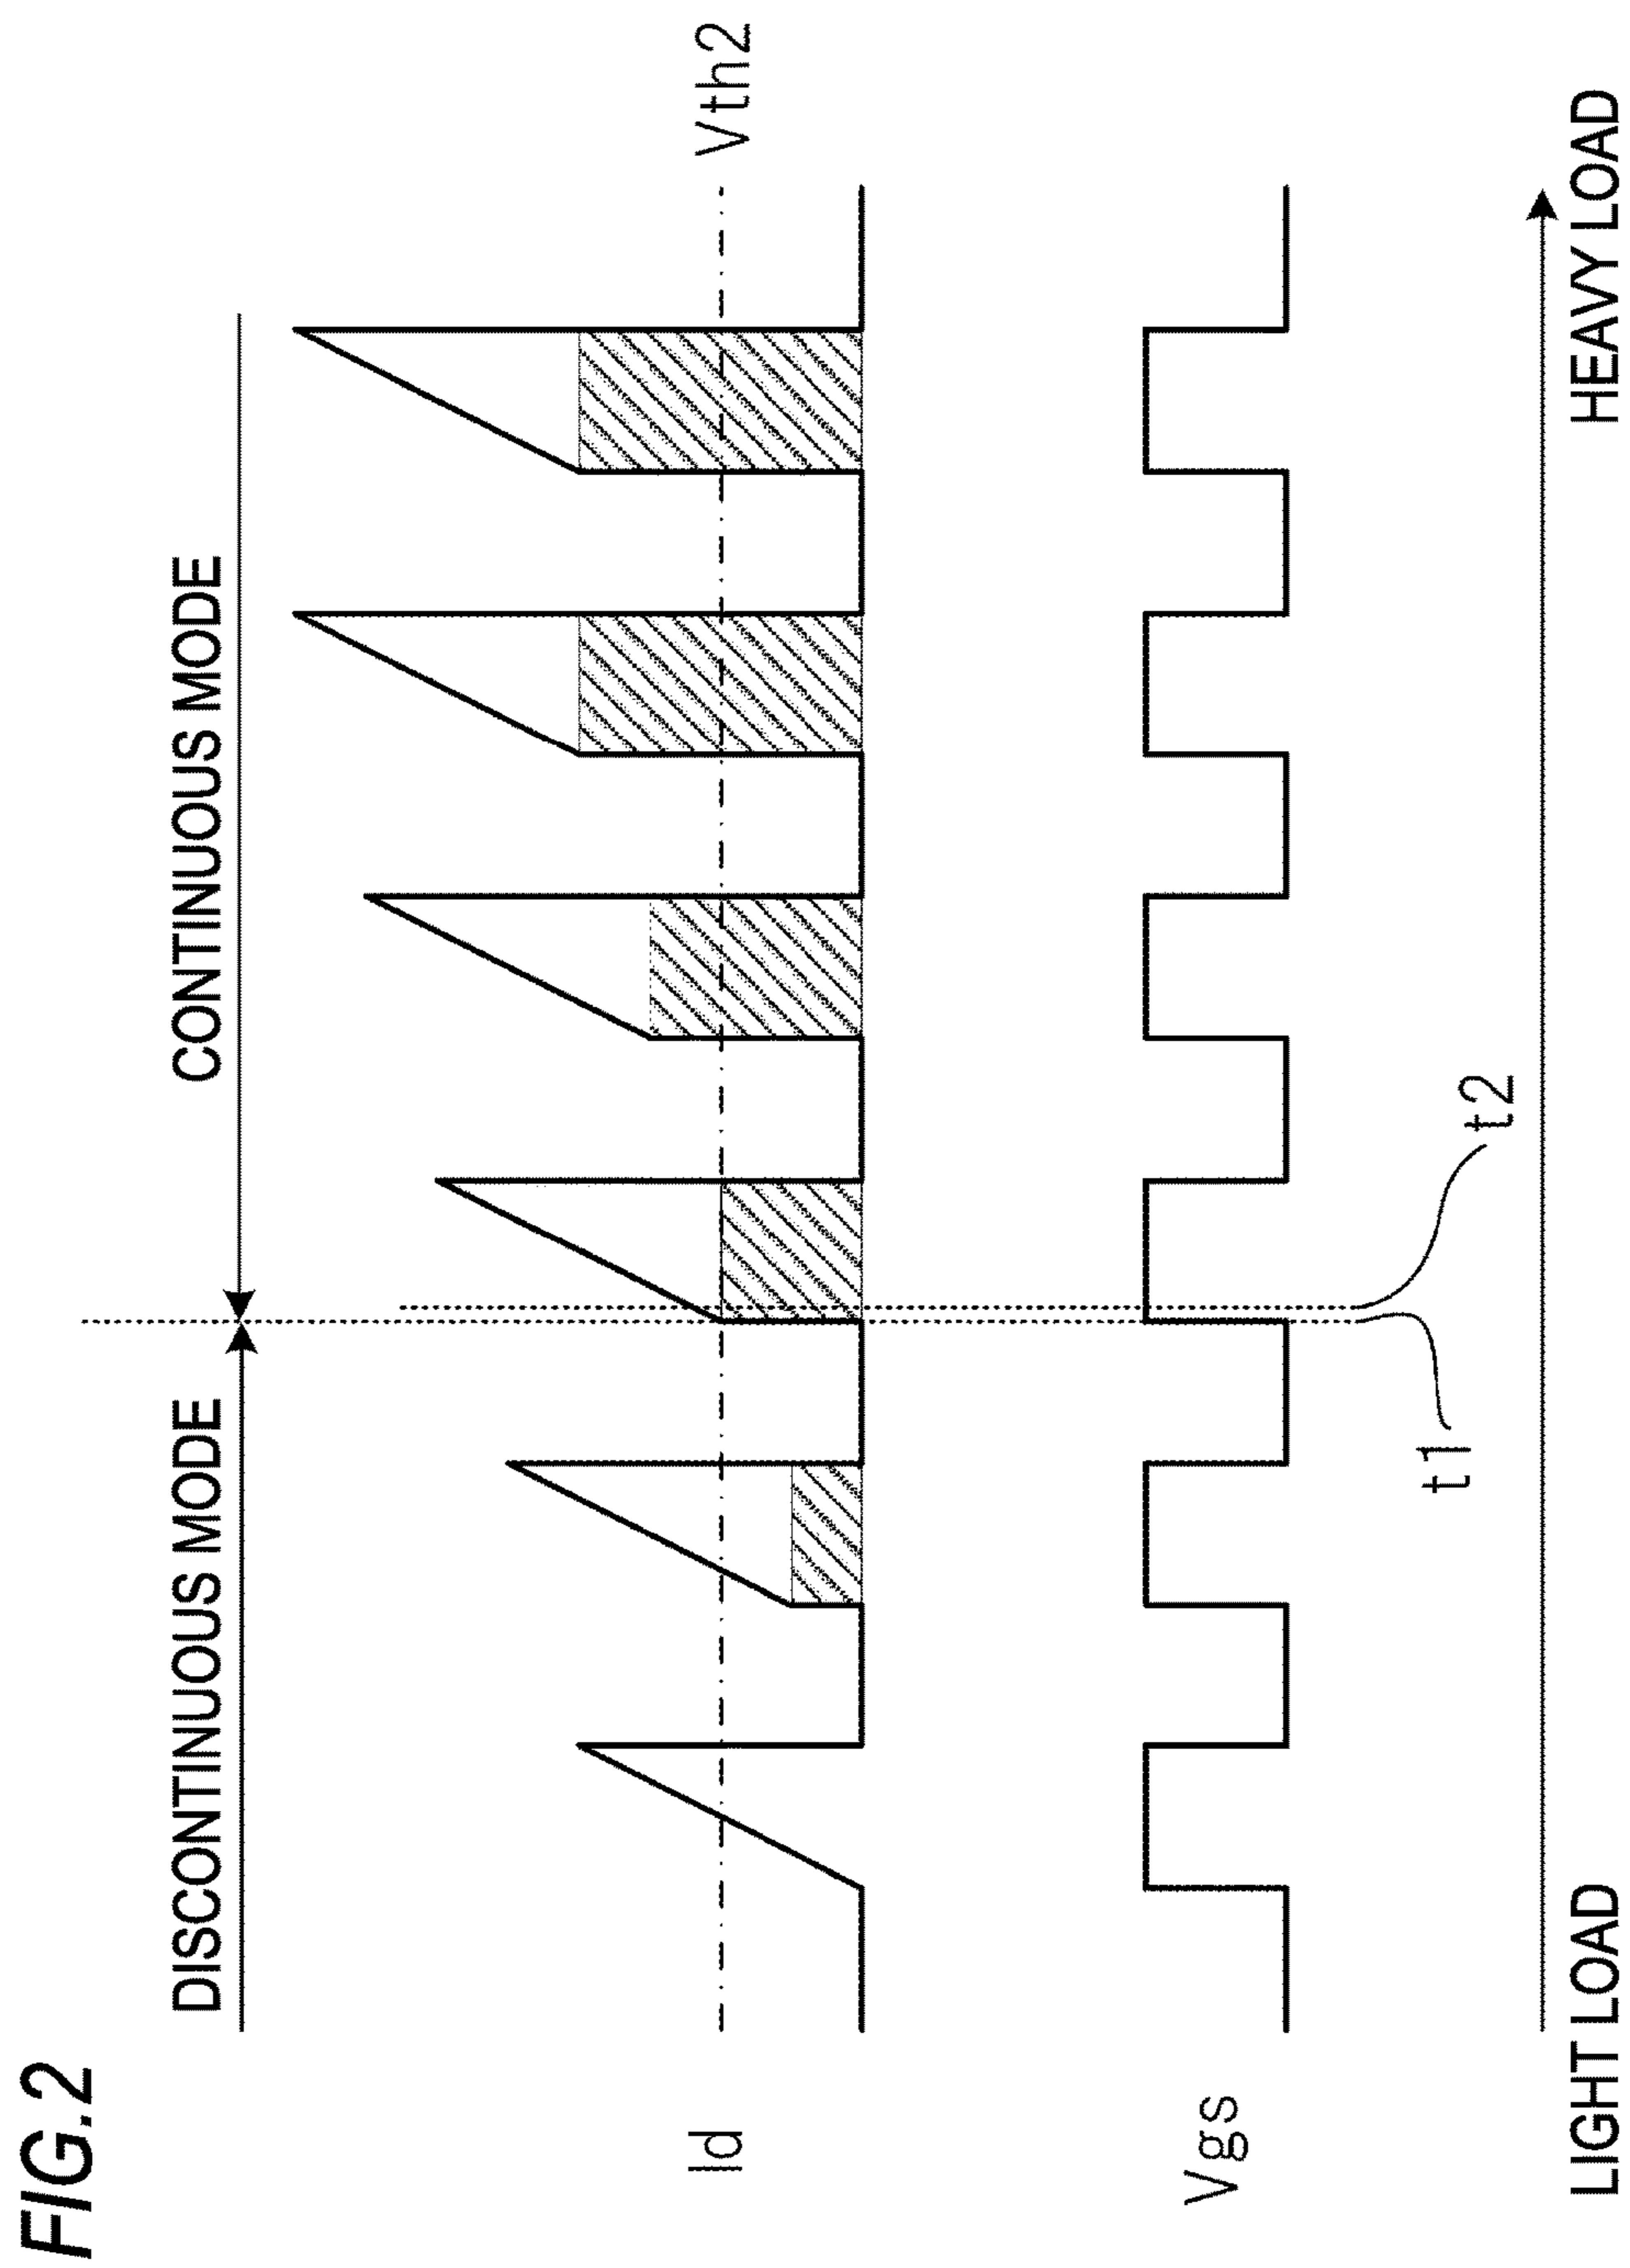 FIG.2
DISCONTINUOUS MODE
CONTINUOUS MODE
Id
Vth2
Vgs
t1
t2
LIGHT LOAD
HEAVY LOAD